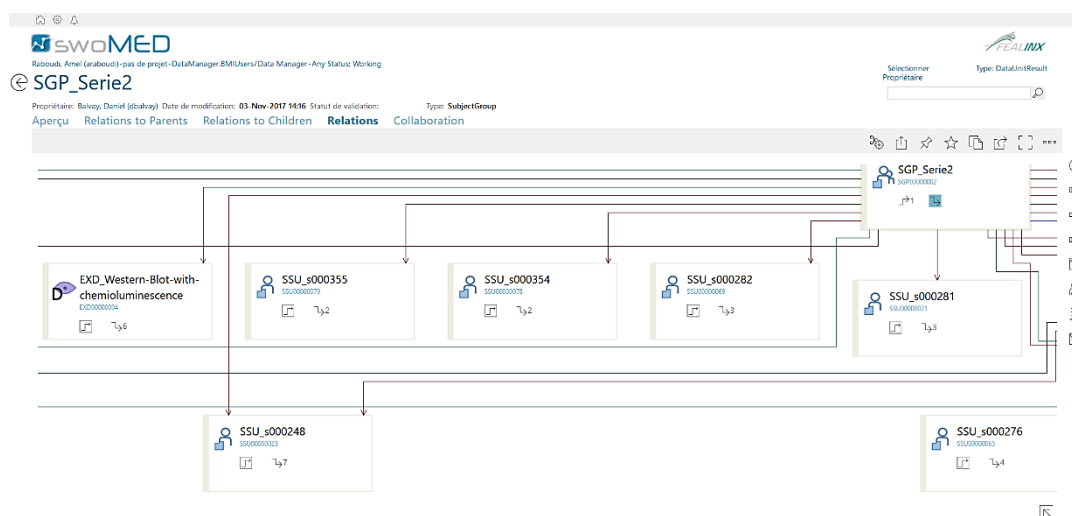 swoMED
FEALINX
Raboudi, Amel (araboudi)-pas de projet-DataManager.BMIUsers/Data Manager-Any Status; Working
Sélectionner
Propriétaire
Type: DataUnitResult
SGP_Serie2
Propriétaire: Balvay, Daniel (dbalvay) Date de modification: 03-Nov-2017 14:16 Statut de validation: Type: SubjectGroup
Aperçu Relations to Parents Relations to Children Relations Collaboration
SGP_Serie2
SGP00000002
1
EXD_Western-Blot-with-
chemioluminescence
EXD00000004
6
SSU_s000355
SSU00000079
2
SSU_s000354
SSU00000078
2
SSU_s000282
SSU00000069
3
SSU_s000281
SSU00000021
3
SSU_s000248
SSU00000023
7
SSU_s000276
SSU00000065
4